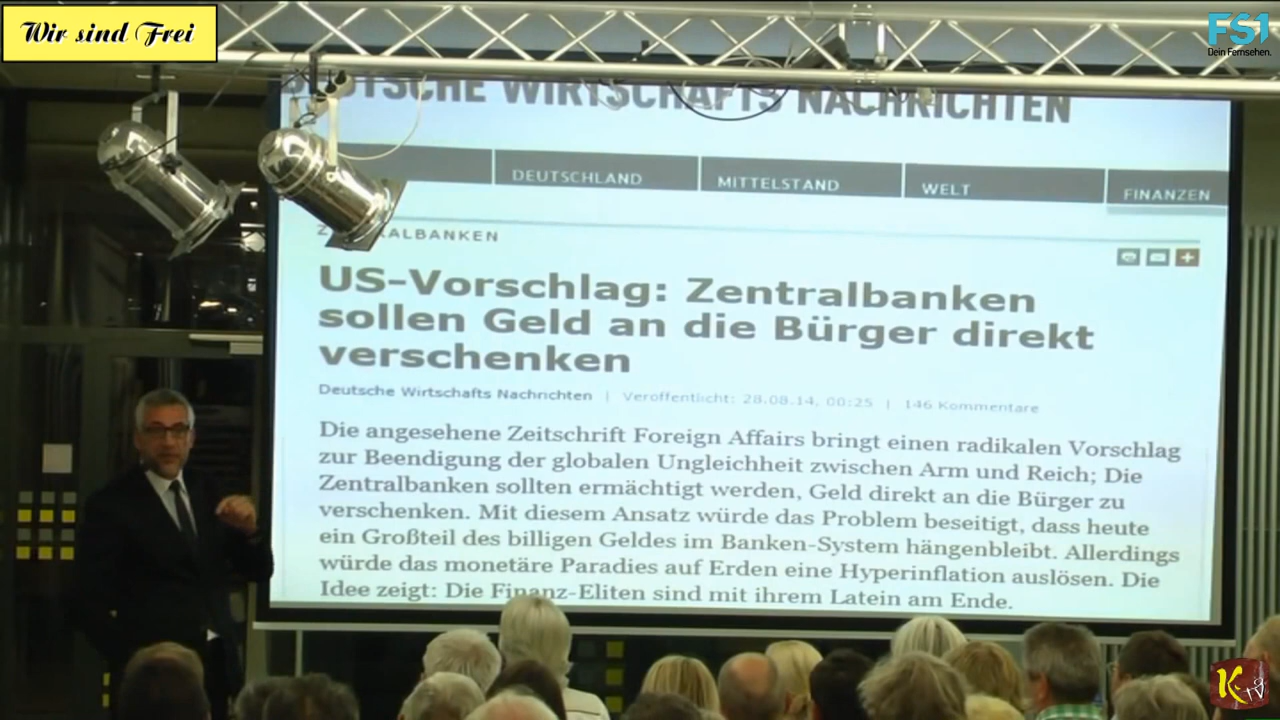 Wir sind Frei
FS1
Dein Fernsehen.
DEUTSCHE WIRTSCHAFTS NACHRICHTEN
DEUTSCHLAND
MITTELSTAND
WELT
FINANZEN
Z ALBANKEN
US-Vorschlag: Zentralbanken
sollen Geld an die Bürger direkt
verschenken
Deutsche Wirtschafts Nachrichten | Veröffentlicht: 28.08.14, 00:25 | 146 Kommentare
Die angesehene Zeitschrift Foreign Affairs bringt einen radikalen Vorschlag
zur Beendigung der globalen Ungleichheit zwischen Arm und Reich; Die
Zentralbanken sollten ermächtigt werden, Geld direkt an die Bürger zu
verschenken. Mit diesem Ansatz würde das Problem beseitigt, dass heute
ein Großteil des billigen Geldes im Banken-System hängenbleibt. Allerdings
würde das monetäre Paradies auf Erden eine Hyperinflation auslösen. Die
Idee zeigt: Die Finanz-Eliten sind mit ihrem Latein am Ende.
K TV